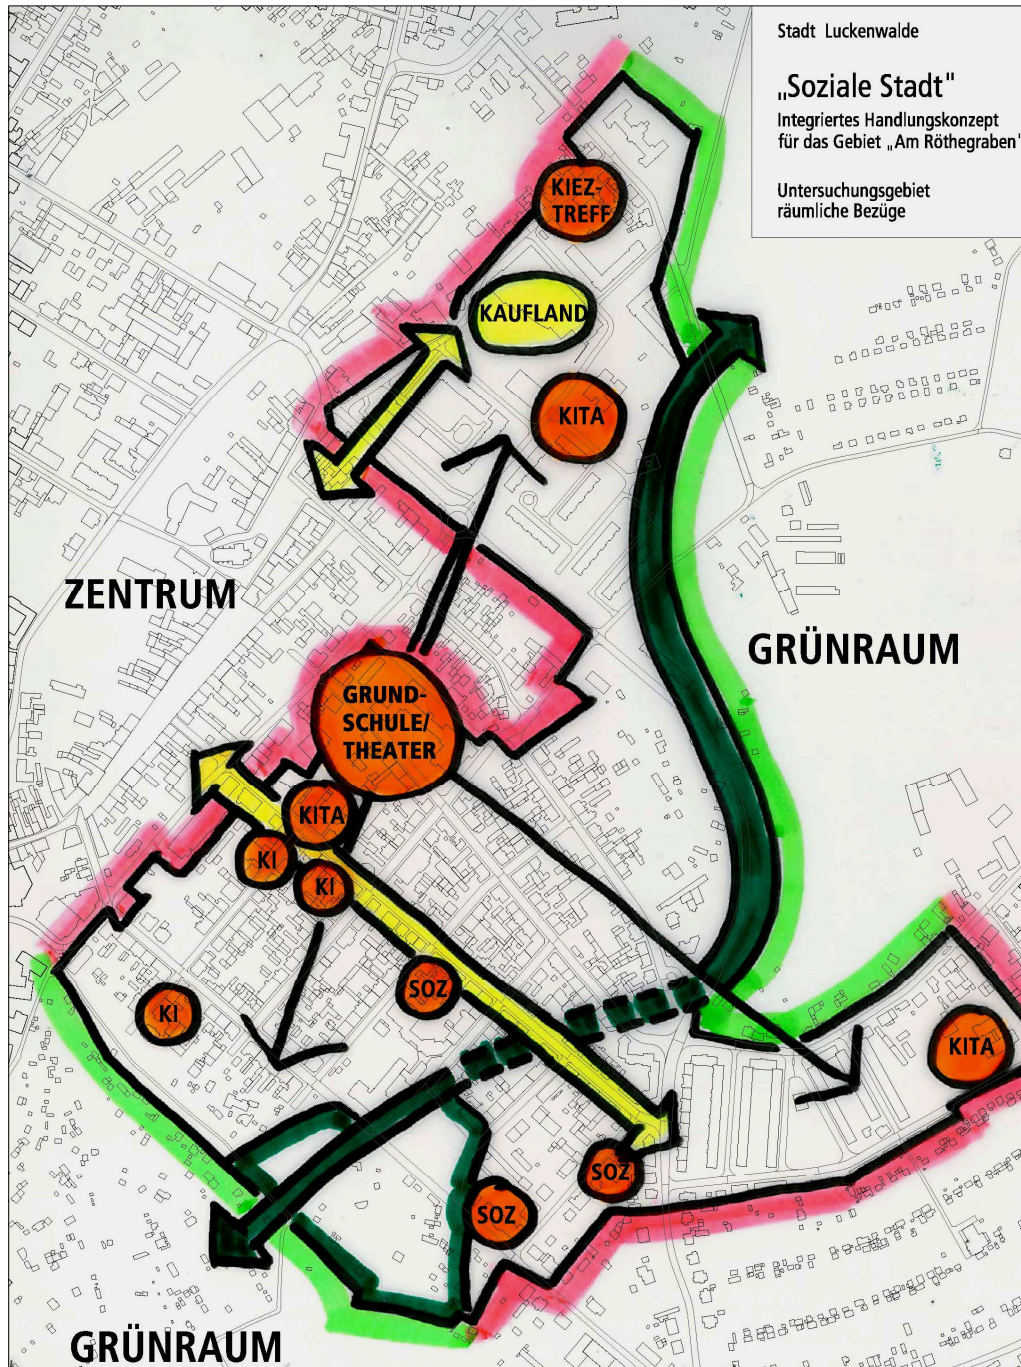 Stadt Luckenwalde
„Soziale Stadt"
Integriertes Handlungskonzept
für das Gebiet „Am Röthegraben"
Untersuchungsgebiet
räumliche Bezüge
KIEZ-
TREFF
KAUFLAND
KITA
ZENTRUM
GRÜNRAUM
GRUND-
SCHULE/
THEATER
KITA
KI
KI
SOZ
KI
KITA
SOZ
SOZ
GRÜNRAUM